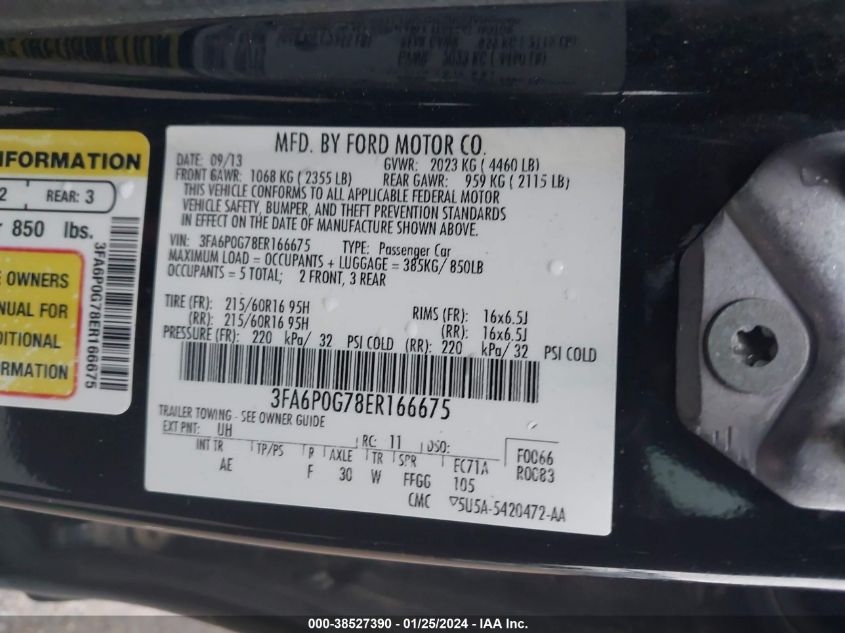 MFD. BY FORD MOTOR CO.
DATE: 09/13 GVWR: 2023 KG ( 4460 LB)
FRONT GAWR: 1068 KG ( 2355 LB) REAR GAWR: 959 KG ( 2115 LB)
THIS VEHICLE CONFORMS TO ALL APPLICABLE FEDERAL MOTOR
VEHICLE SAFETY, BUMPER, AND THEFT PREVENTION STANDARDS
IN EFFECT ON THE DATE OF MANUFACTURE SHOWN ABOVE.
VIN: 3FA6P0G78ER166675 TYPE: Passenger Car
MAXIMUM LOAD = OCCUPANTS + LUGGAGE = 385KG/ 850LB
OCCUPANTS = 5 TOTAL; 2 FRONT, 3 REAR
TIRE (FR): 215/60R16 95H RIMS (FR): 16x6.5J
(RR): 215/60R16 95H (RR): 16x6.5J
PRESSURE (FR): 220 kPa/ 32 PSI COLD (RR): 220 kPa/ 32 PSI COLD
3FA6P0G78ER166675
TRAILER TOWING - SEE OWNER GUIDE
EXT PNT: UH RC: 11 DSO:
INT TR TP/PS R AXLE TR SPR FC71A F0066
AE F 30 W FFGG 105 R0C83
CMC ▽5U5A-5420472-AA
INFORMATION
2 REAR: 3
850 lbs.
OWNERS
MANUAL FOR
ADDITIONAL
INFORMATION
3FA6P0G78ER166675
000-38527390 - 01/25/2024 - IAA Inc.